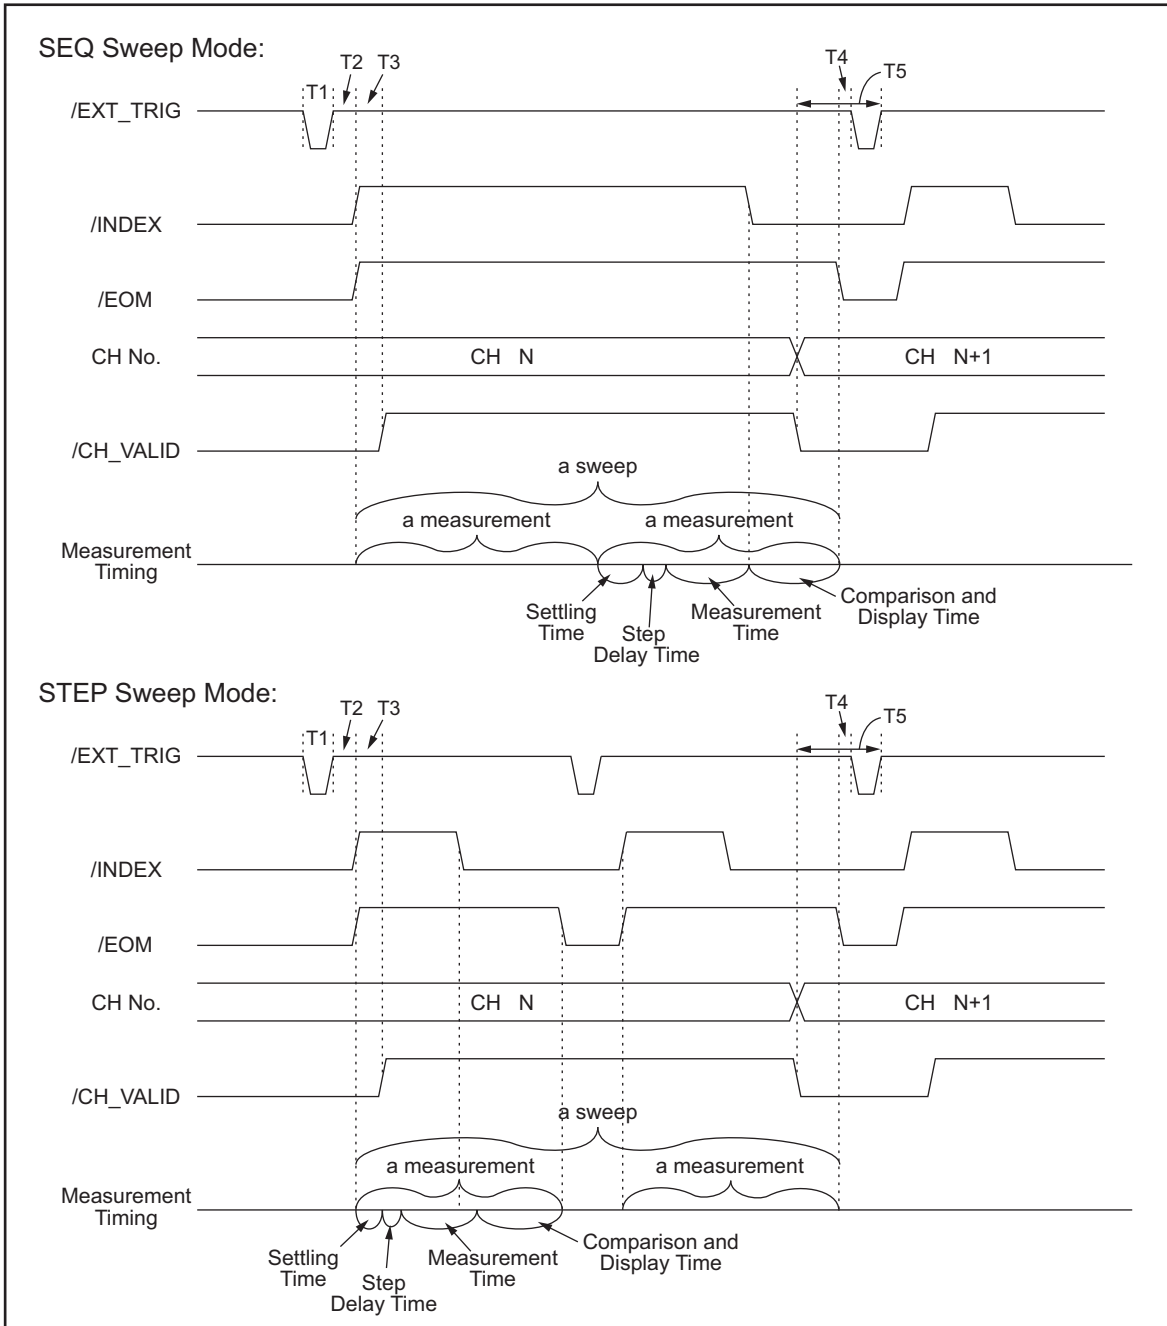 SEQ Sweep Mode:
T1
T2
T3
T4
T5
/EXT_TRIG
/INDEX
/EOM
CH No.
CH N
CH N+1
/CH_VALID
a sweep
a measurement
a measurement
Measurement
Timing
Settling
Time
Step
Delay Time
Measurement
Time
Comparison and
Display Time
STEP Sweep Mode:
T1
T2
T3
T4
T5
/EXT_TRIG
/INDEX
/EOM
CH No.
CH N
CH N+1
/CH_VALID
a sweep
a measurement
a measurement
Measurement
Timing
Settling
Time
Step
Delay Time
Measurement
Time
Comparison and
Display Time